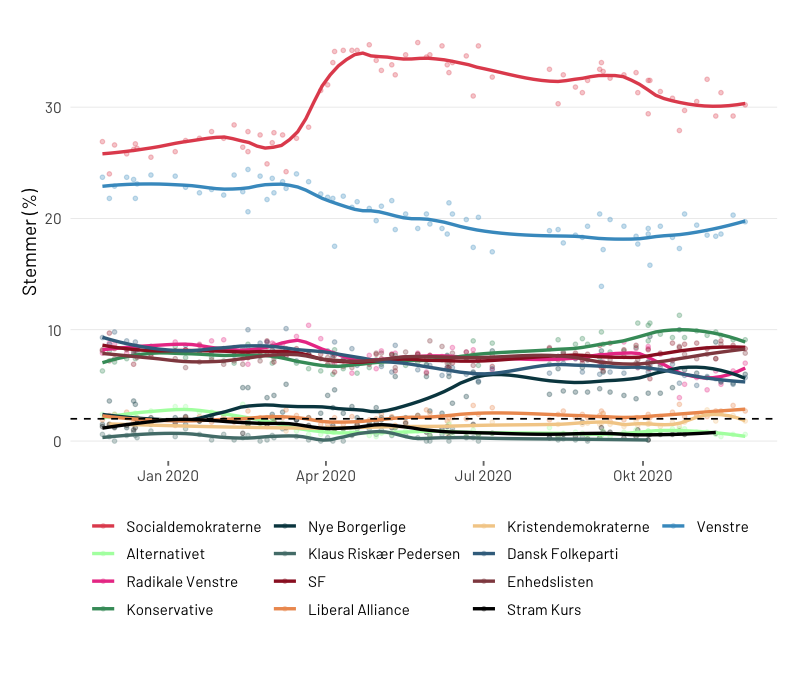 Stemmer (%)
30
20
10
0
Jan 2020 Apr 2020 Jul 2020 Okt 2020
Socialdemokraterne Nye Borgerlige Kristendemokraterne Venstre
Alternativet Klaus Riskær Pedersen Dansk Folkeparti
Radikale Venstre SF Enhedslisten
Konservative Liberal Alliance Stram Kurs